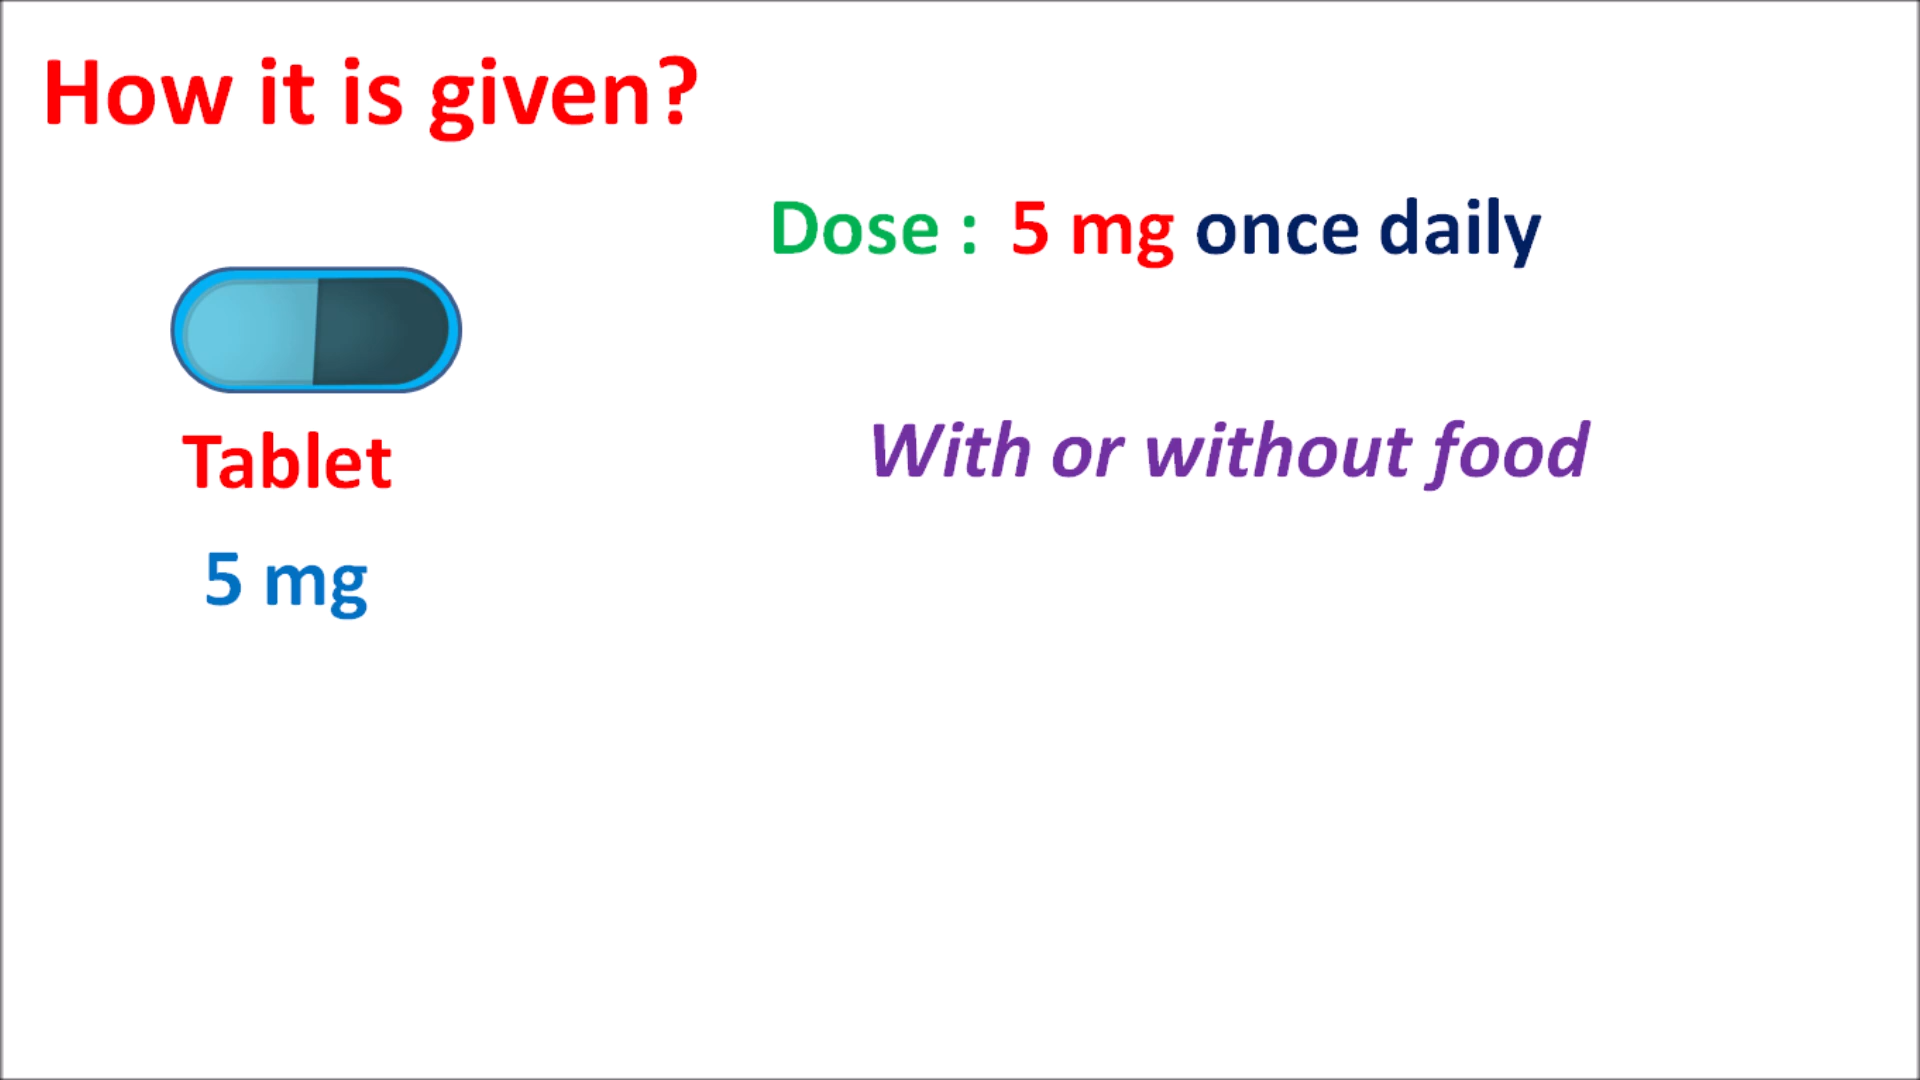 How it is given?
Dose : 5 mg once daily
With or without food
Tablet
5 mg